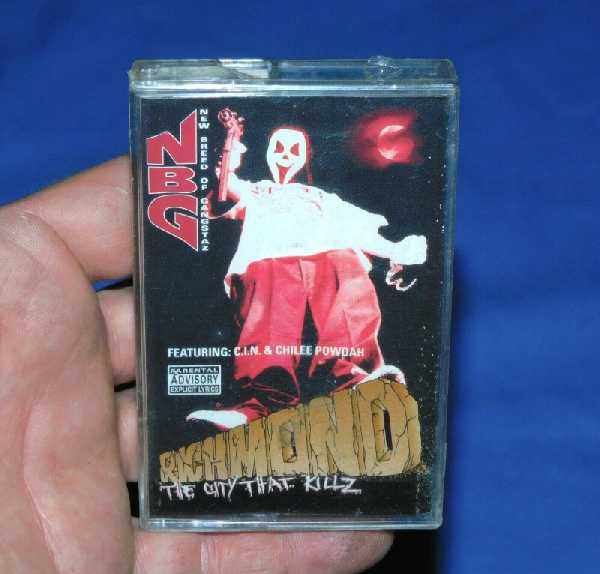 NBG
NEW BREED OF GANGSTAZ
FEATURING: C.I.N. & CHILEE POWDAH
PARENTAL
ADVISORY
EXPLICIT LYRICS
RICHMOND
THE CITY THAT KILLZ